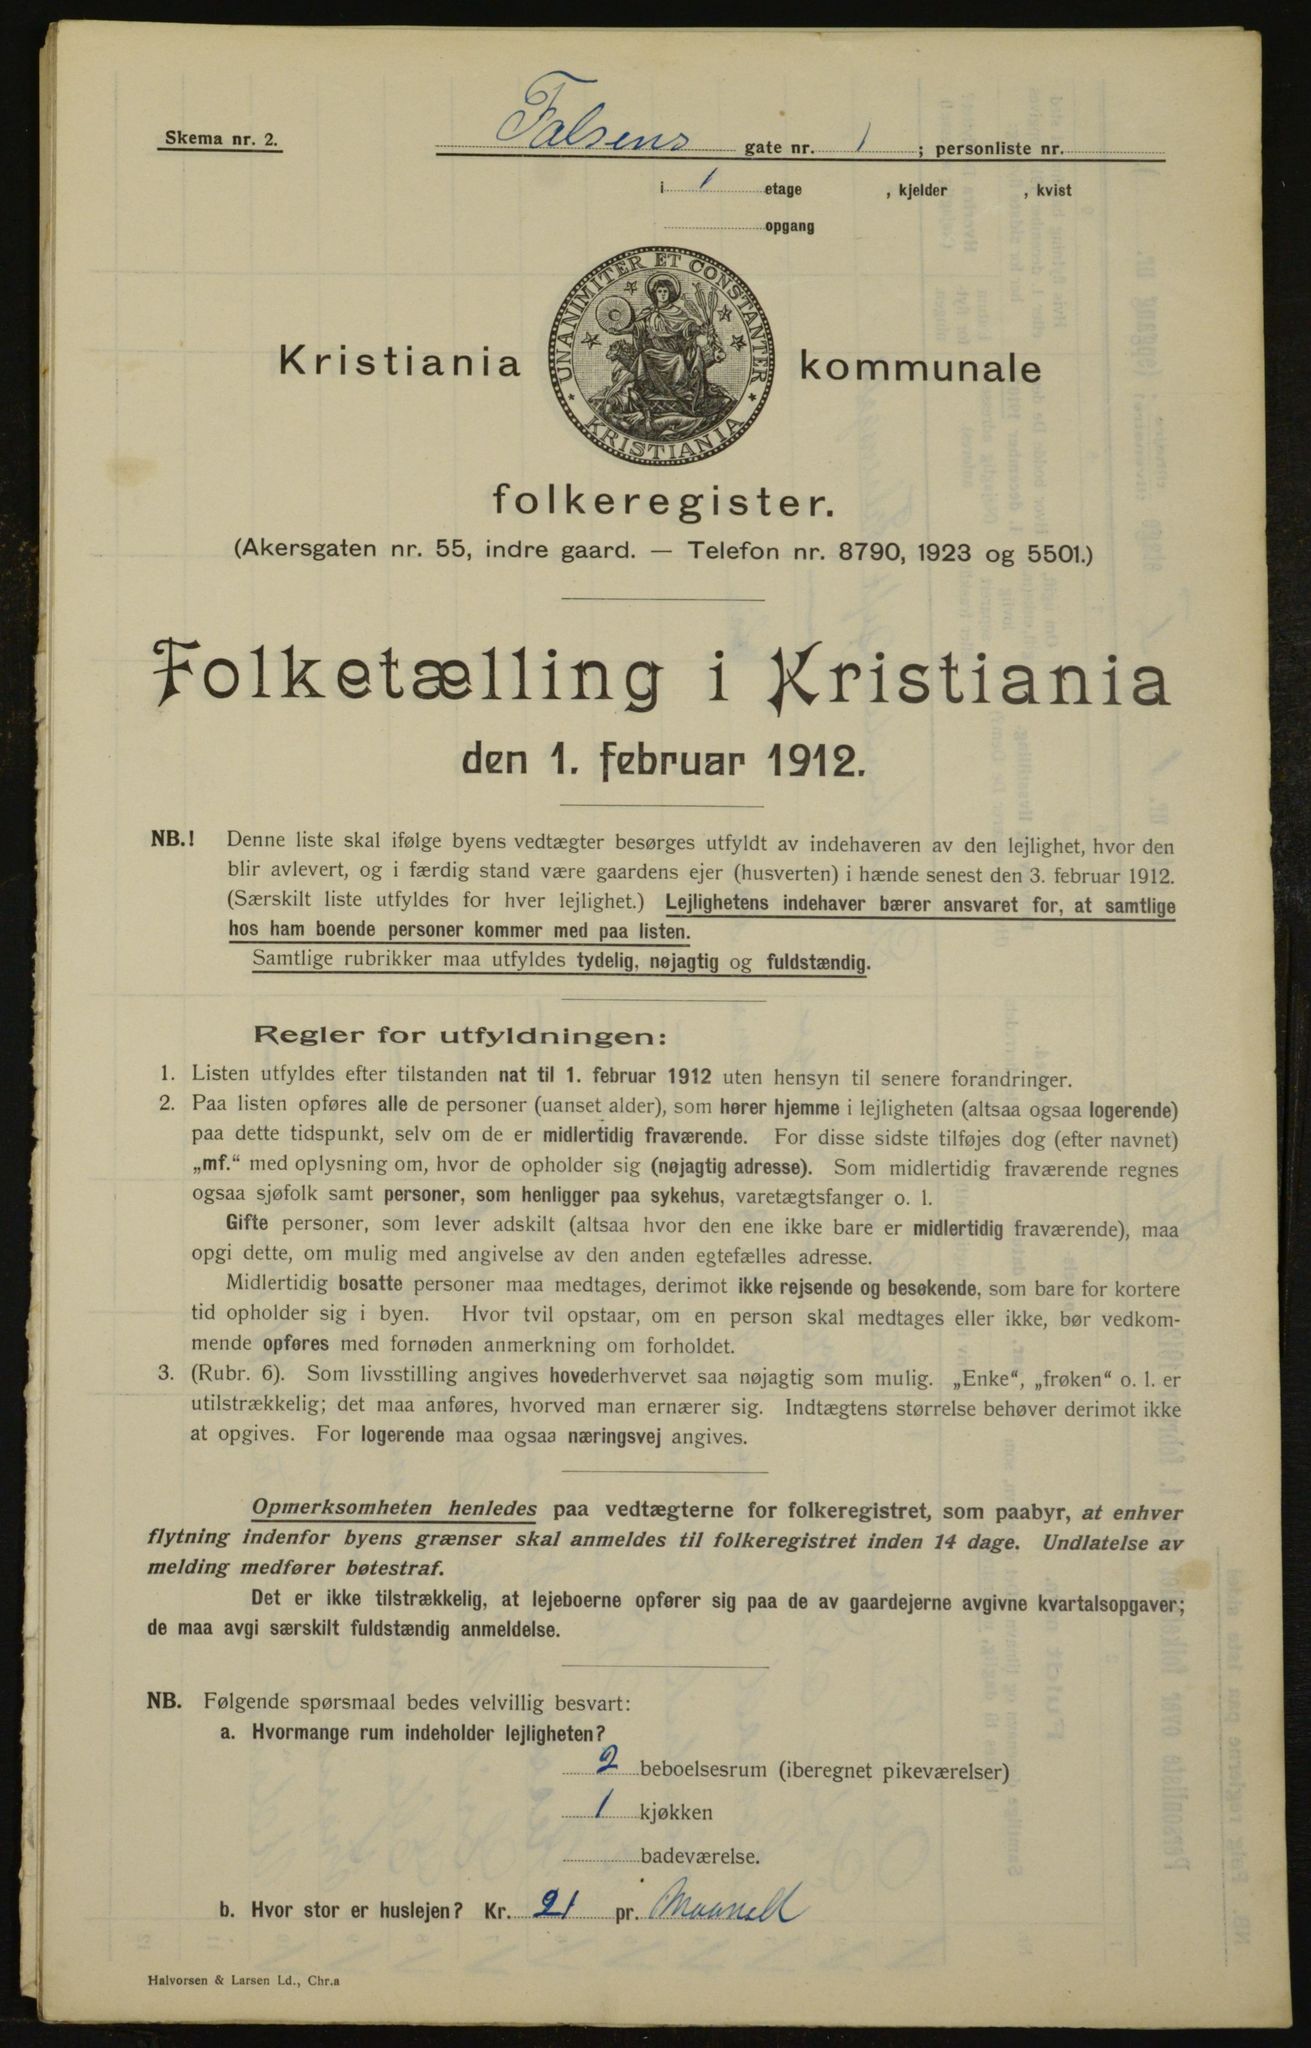 Skema nr. 2.
Falsens gate nr. 1 ; personliste nr.
i 1 etage , kjelder , kvist
opgang
UNANIMITER ET CONSTANTER
KRISTIANIA
Kristiania kommunale
folkeregister.
(Akersgaten nr. 55, indre gaard. — Telefon nr. 8790, 1923 og 5501.)
Folketælling i Kristiania
den 1. februar 1912.
NB.! Denne liste skal ifølge byens vedtægter besørges utfyldt av indehaveren av den lejlighet, hvor den
blir avlevert, og i færdig stand være gaardens ejer (husverten) i hænde senest den 3. februar 1912.
(Særskilt liste utfyldes for hver lejlighet.) Lejlighetens indehaver bærer ansvaret for, at samtlige
hos ham boende personer kommer med paa listen.
Samtlige rubrikker maa utfyldes tydelig, nøjagtig og fuldstændig.
Regler for utfyldningen:
1. Listen utfyldes efter tilstanden nat til 1. februar 1912 uten hensyn til senere forandringer.
2. Paa listen opføres alle de personer (uanset alder), som hører hjemme i lejligheten (altsaa ogsaa logerende)
paa dette tidspunkt, selv om de er midlertidig fraværende. For disse sidste tilføjes dog (efter navnet)
„mf.“ med oplysning om, hvor de opholder sig (nøjagtig adresse). Som midlertidig fraværende regnes
ogsaa sjøfolk samt personer, som henligger paa sykehus, varetægtsfanger o. l.
Gifte personer, som lever adskilt (altsaa hvor den ene ikke bare er midlertidig fraværende), maa
opgi dette, om mulig med angivelse av den anden egtefælles adresse.
Midlertidig bosatte personer maa medtages, derimot ikke rejsende og besøkende, som bare for kortere
tid opholder sig i byen. Hvor tvil opstaar, om en person skal medtages eller ikke, bør vedkom-
mende opføres med fornøden anmerkning om forholdet.
3. (Rubr. 6). Som livsstilling angives hovederhvervet saa nøjagtig som mulig. „Enke“, „frøken“ o. l. er
utilstrækkelig; det maa anføres, hvorved man ernærer sig. Indtægtens størrelse behøver derimot ikke
at opgives. For logerende maa ogsaa næringsvej angives.
Opmerksomheten henledes paa vedtægterne for folkeregistret, som paabyr, at enhver
flytning indenfor byens grænser skal anmeldes til folkeregistret inden 14 dage. Undlatelse av
melding medfører bøtestraf.
Det er ikke tilstrækkelig, at lejeboerne opfører sig paa de av gaardejerne avgivne kvartalsopgaver;
de maa avgi særskilt fuldstændig anmeldelse.
NB. Følgende spørsmaal bedes velvillig besvart:
a. Hvormange rum indeholder lejligheten?
2 beboelsesrum (iberegnet pikeværelser)
1 kjøkken
badeværelse.
b. Hvor stor er huslejen? Kr. 21 pr. Maaned
Halvorsen & Larsen Ld., Chr.a